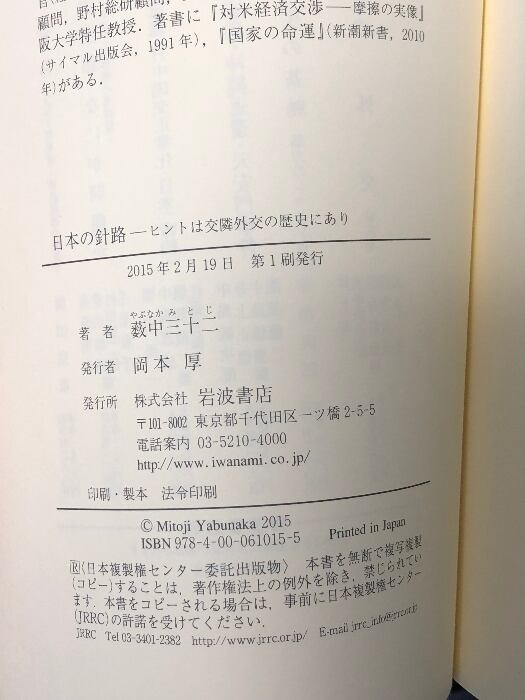 顧問，野村総研顧問，
阪大学特任教授．著書に『対米経済交渉──摩擦の実像』
（サイマル出版会，1991年），『国家の命運』（新潮新書，2010
年）がある．
日本の針路──ヒントは交隣外交の歴史にあり
2015年2月19日　第1刷発行
やぶなか み と じ
著　者　薮中三十二
発行者　岡本　厚
発行所　株式会社 岩波書店
〒101-8002 東京都千代田区一ツ橋2-5-5
電話案内 03-5210-4000
http://www.iwanami.co.jp/
印刷・製本　法令印刷
© Mitoji Yabunaka 2015
ISBN 978-4-00-061015-5　Printed in Japan
Ⓡ〈日本複製権センター委託出版物〉　本書を無断で複写複製
（コピー）することは，著作権法上の例外を除き，禁じられてい
ます．本書をコピーされる場合は，事前に日本複製権センター
（JRRC）の許諾を受けてください．
JRRC　Tel 03-3401-2382　http://www.jrrc.or.jp/　E-mail jrrc_info@jrrc.or.jp